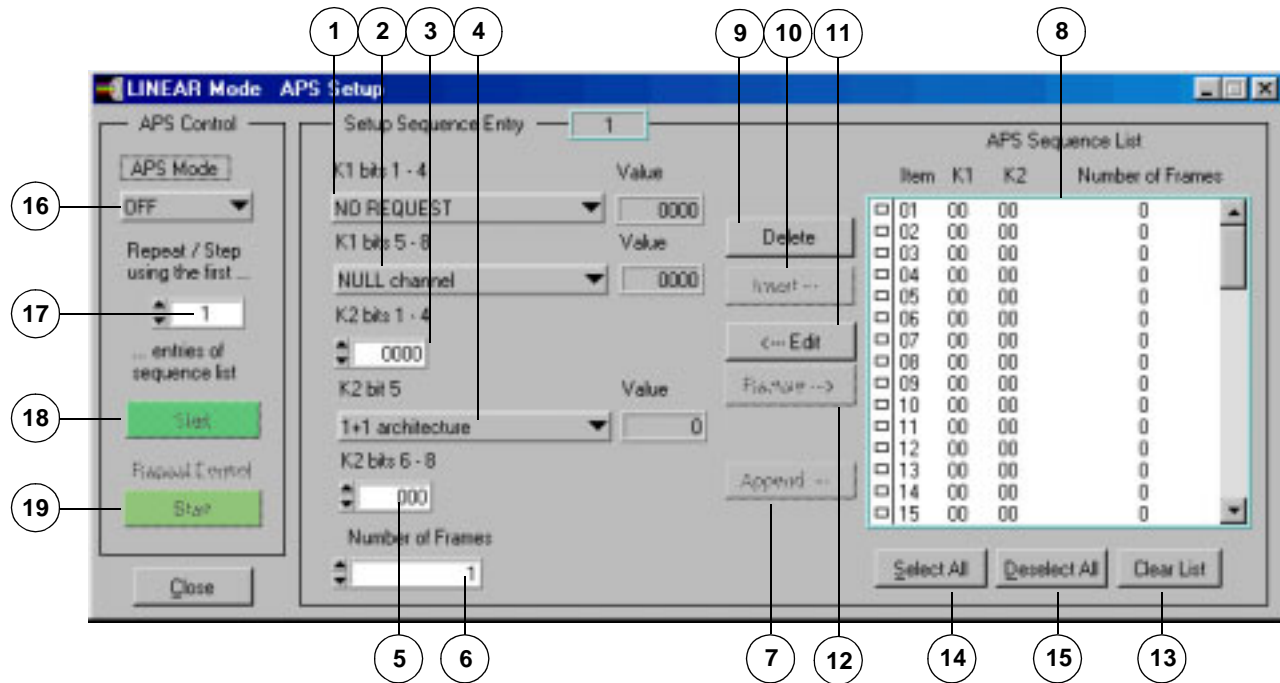 1 2 3 4 9 10 11 8
LINEAR Mode APS Setup
APS Control
APS Mode
16
OFF
Repeat / Step
using the first ...
17
1
... entries of
sequence list
18
Start
Repeat Control
19
Start
Close
Setup Sequence Entry 1
K1 bits 1 - 4 Value
NO REQUEST 0000
K1 bits 5 - 8 Value
NULL channel 0000
K2 bits 1 - 4
0000
K2 bit 5 Value
1+1 architecture 0
K2 bits 6 - 8
000
Number of Frames
1
Delete
Insert ---
<--- Edit
-->
Append ---
APS Sequence List
Item K1 K2 Number of Frames
01 00 00 0
02 00 00 0
03 00 00 0
04 00 00 0
05 00 00 0
06 00 00 0
07 00 00 0
08 00 00 0
09 00 00 0
10 00 00 0
11 00 00 0
12 00 00 0
13 00 00 0
14 00 00 0
15 00 00 0
Select All Deselect All Clear List
5 6 7 12 14 15 13